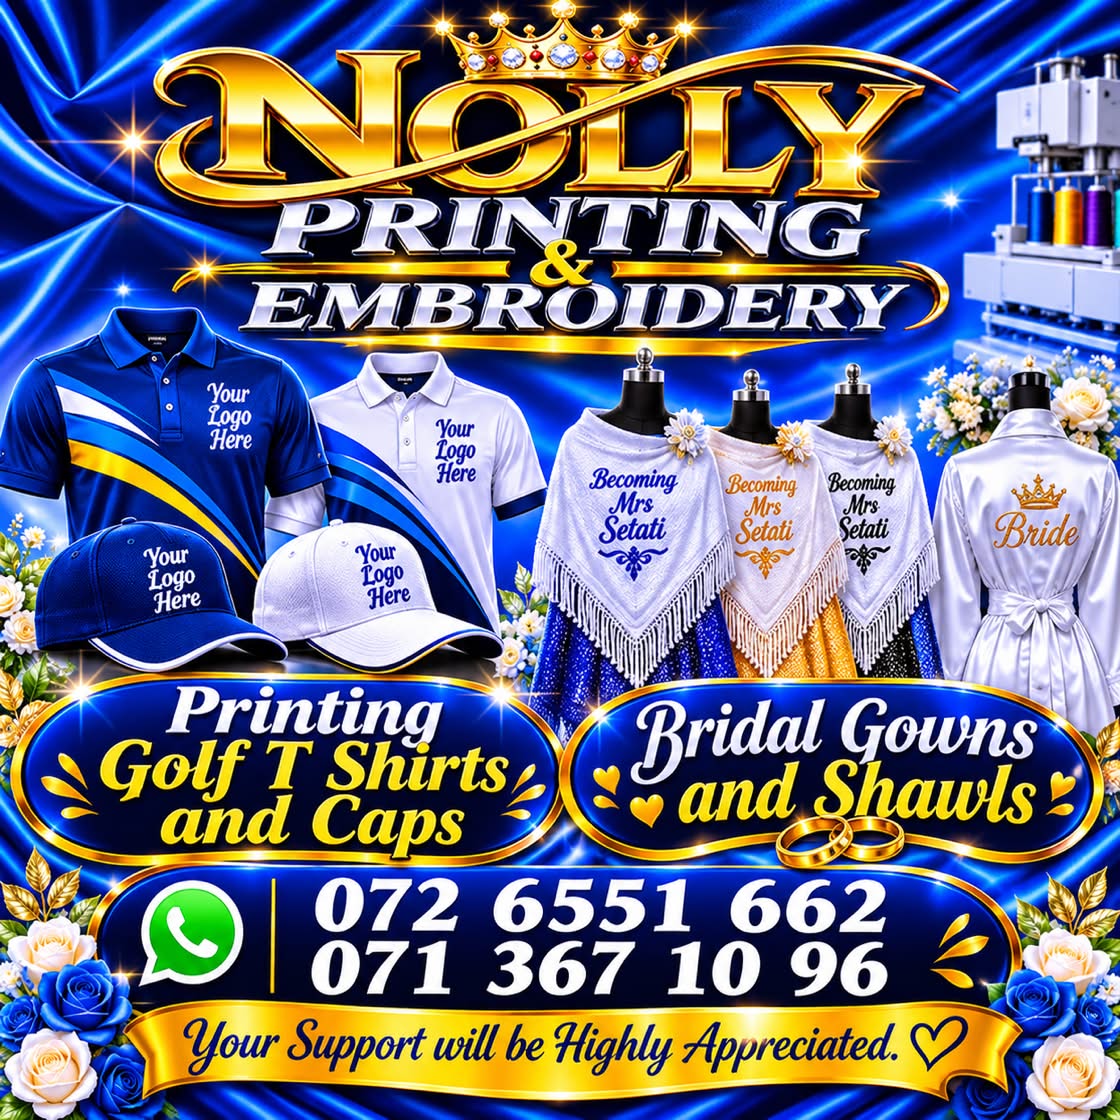 NOLLY
PRINTING
&
EMBROIDERY
Your
Logo
Here
Your
Logo
Here
Your
Logo
Here
Your
Logo
Here
Becoming
Mrs
Setati
Becoming
Mrs
Setati
Becoming
Mrs
Setati
Bride
Printing
Golf T Shirts
and Caps
Bridal Gowns
and Shawls
072 6551 662
071 367 10 96
Your Support will be Highly Appreciated.